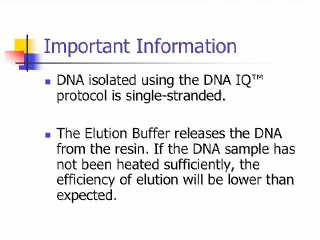 Important Information
DNA isolated using the DNA IQ™
protocol is single-stranded.
The Elution Buffer releases the DNA
from the resin. If the DNA sample has
not been heated sufficiently, the
efficiency of elution will be lower than
expected.